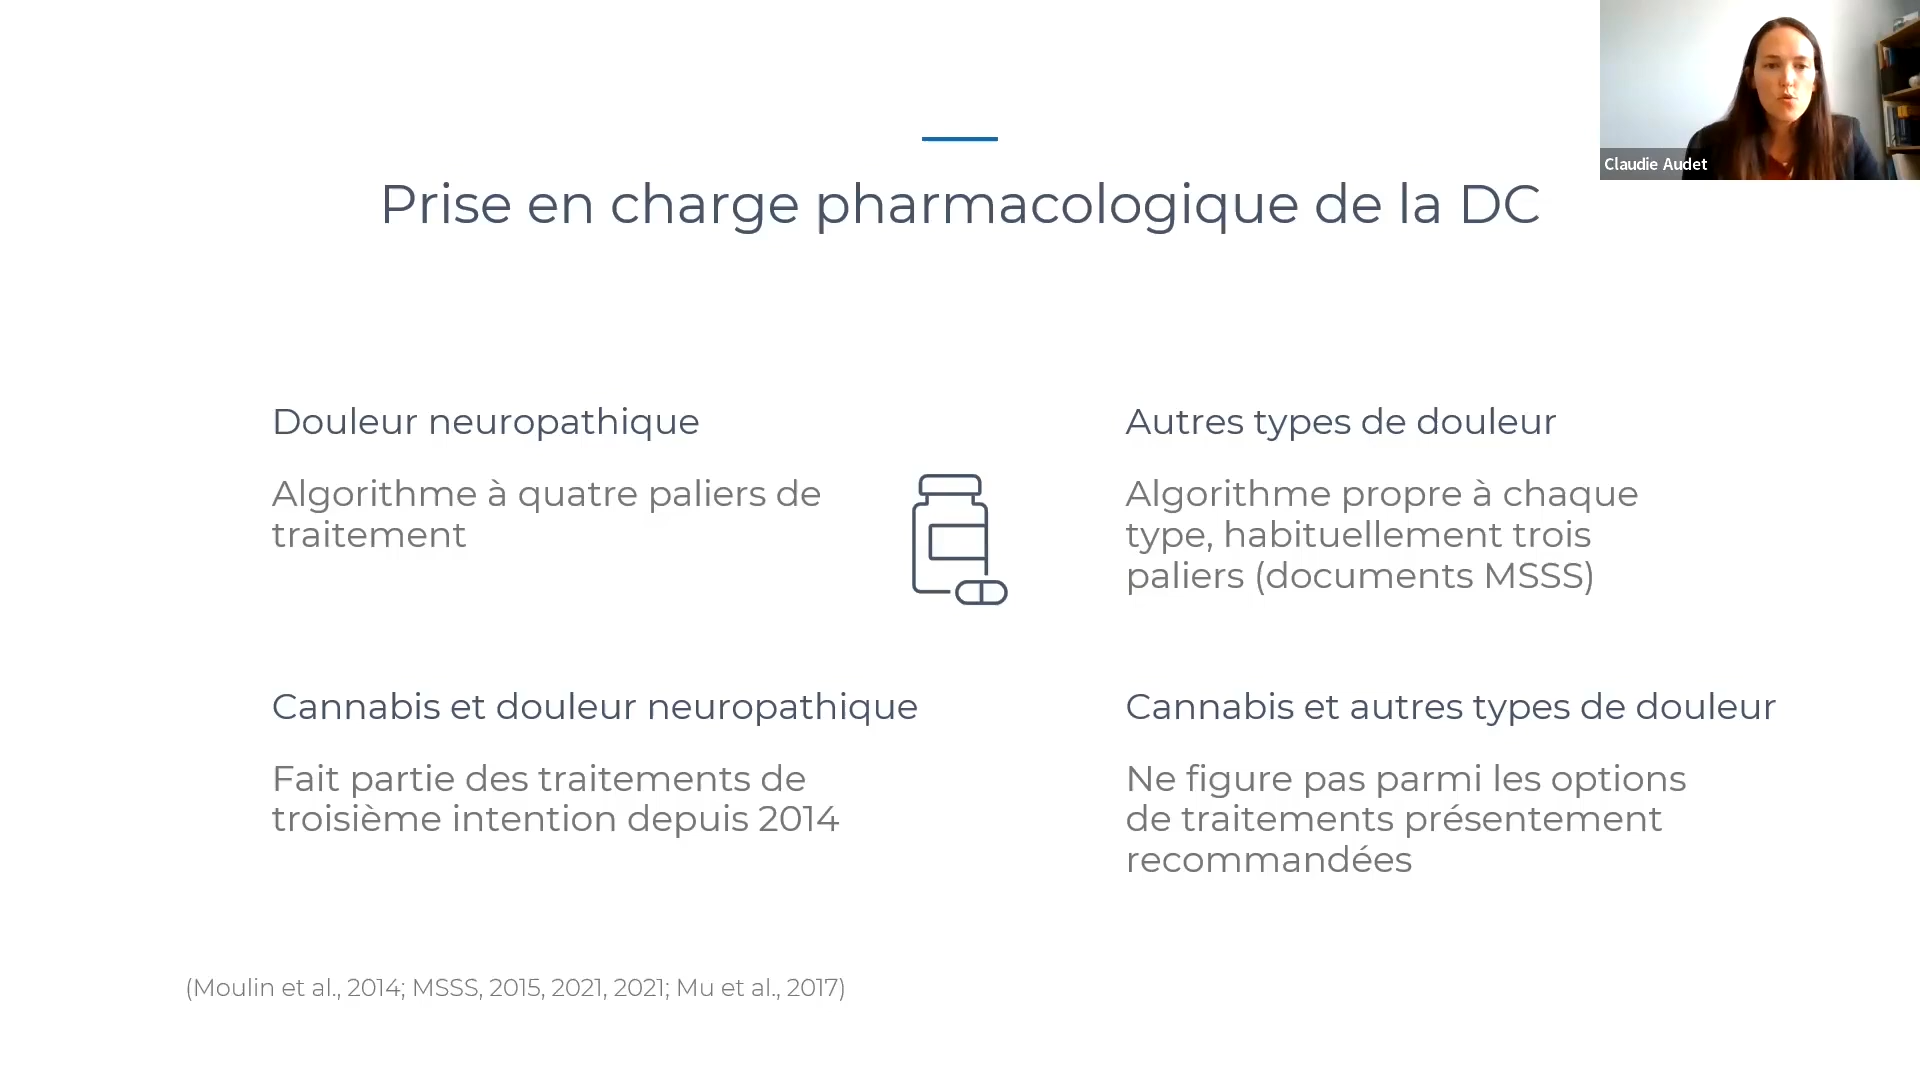 Claudie Audet
Prise en charge pharmacologique de la DC
Douleur neuropathique
Algorithme à quatre paliers de
traitement
Autres types de douleur
Algorithme propre à chaque
type, habituellement trois
paliers (documents MSSS)
Cannabis et douleur neuropathique
Fait partie des traitements de
troisième intention depuis 2014
Cannabis et autres types de douleur
Ne figure pas parmi les options
de traitements présentement
recommandées
(Moulin et al., 2014; MSSS, 2015, 2021, 2021; Mu et al., 2017)